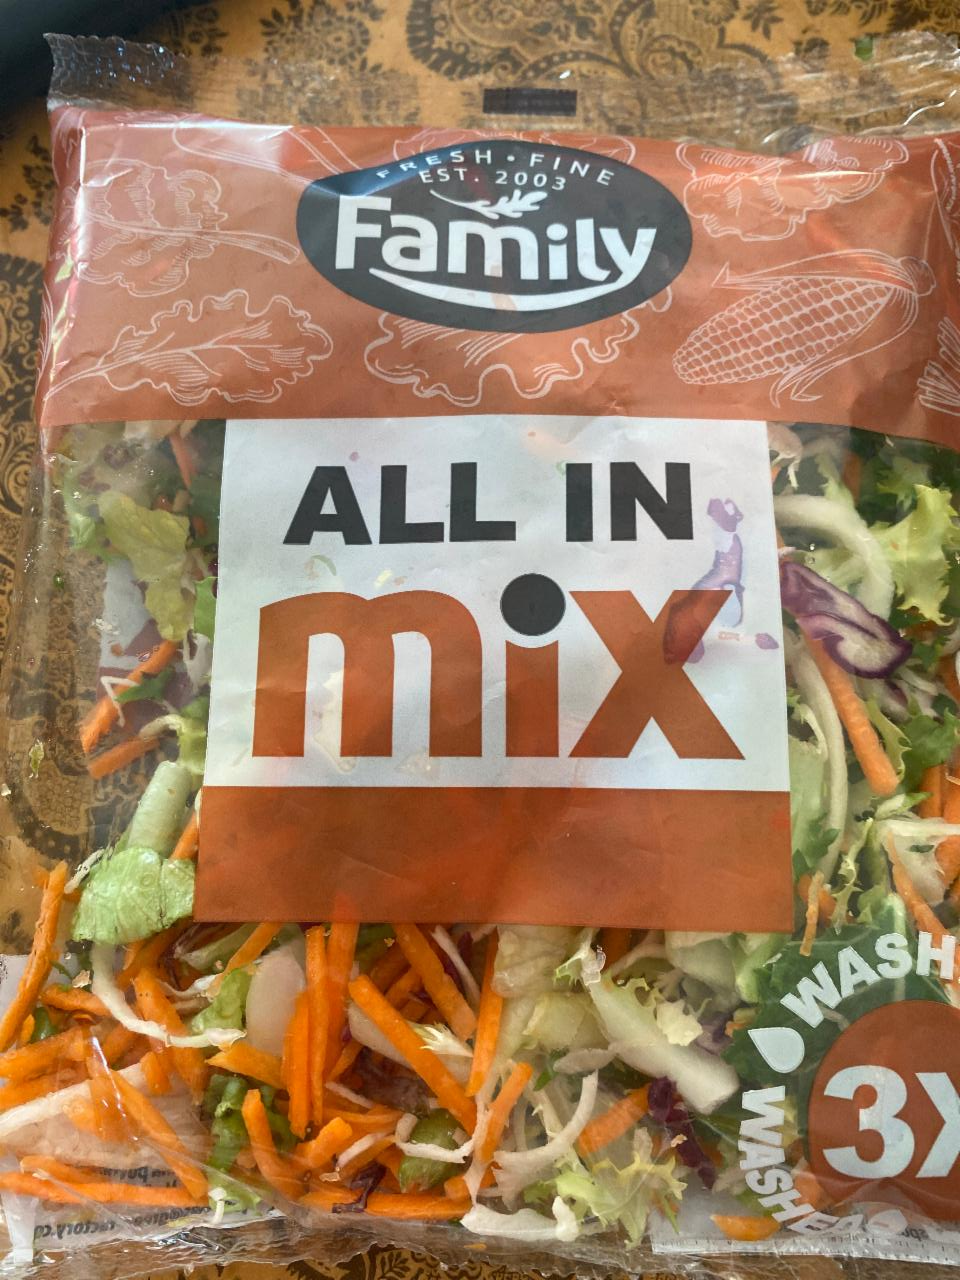 FRESH • FINE
EST. 2003
Family
ALL IN
mix
WASH
WASHED
3X